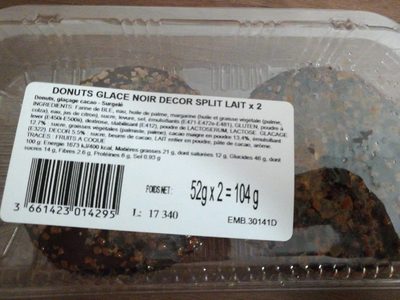 DONUTS GLACE NOIR DECOR SPLIT LAIT x 2
Donuts, glaçage cacao - Surgelé
INGREDIENTS: Farine de BLE, eau, huile de palme, margarine (huile et graisse végétale (palme,
colza), eau, jus de citron), sucre, levure, sel, émulsifiants (E471-E472e-E481), GLUTEN, poudre à
lever (E450i-E500ii), dextrose, stabilisant (E412), poudre de LACTOSERUM, LACTOSE. GLACAGE
12.7% sucre, graisses végétales (palmiste, palme), cacao maigre en poudre 13.4%, émulsifiant
(E322). DECOR 5.5% sucre, beurre de cacao, LAIT entier en poudre, pâte de cacao, arôme
TRACES : FRUITS A COQUE
100 g: Energie 1673 kJ/400 kcal, Matières grasses 21 g, dont saturées 12 g, Glucides 46 g, dont
sucres 14 g, Fibres 2.6 g, Protéines 6 g, Sel 0.93 g
POIDS NET:
52g x 2 = 104 g
3 661423 014295
L: 17 340
EMB.30141D